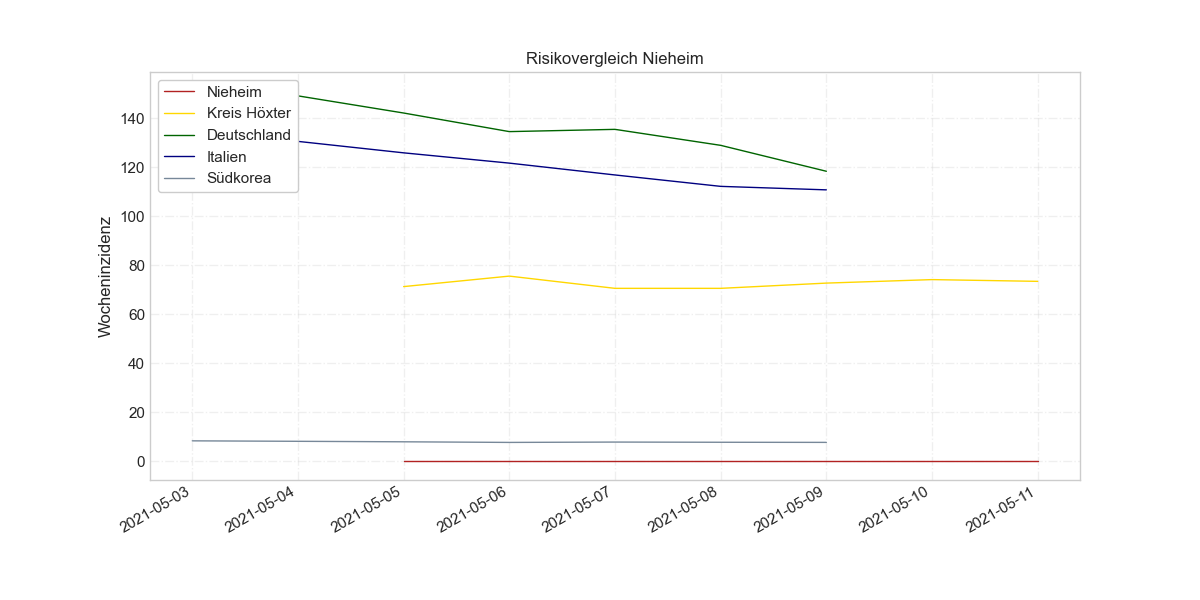 Risikovergleich Nieheim
Nieheim
Kreis Höxter
Deutschland
Italien
Südkorea
Wocheninzidenz
140
120
100
80
60
40
20
0
2021-05-03
2021-05-04
2021-05-05
2021-05-06
2021-05-07
2021-05-08
2021-05-09
2021-05-10
2021-05-11